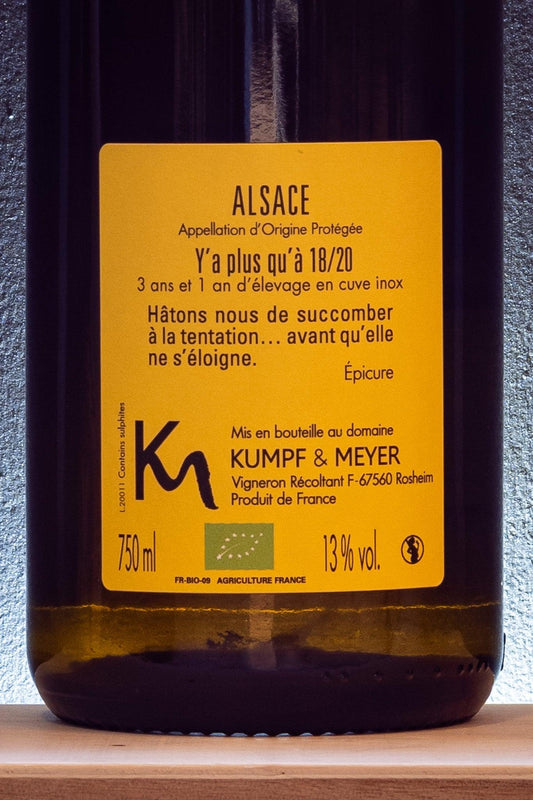 ALSACE
Appellation d'Origine Protégée
Y'a plus qu'à 18/20
3 ans et 1 an d'élevage en cuve inox
Hâtons nous de succomber
à la tentation... avant qu'elle
ne s'éloigne.
Épicure
L.20011 Contains sulphites
KM
Mis en bouteille au domaine
KUMPF & MEYER
Vigneron Récoltant F-67560 Rosheim
Produit de France
750 ml
13% vol.
FR-BIO-09 AGRICULTURE FRANCE